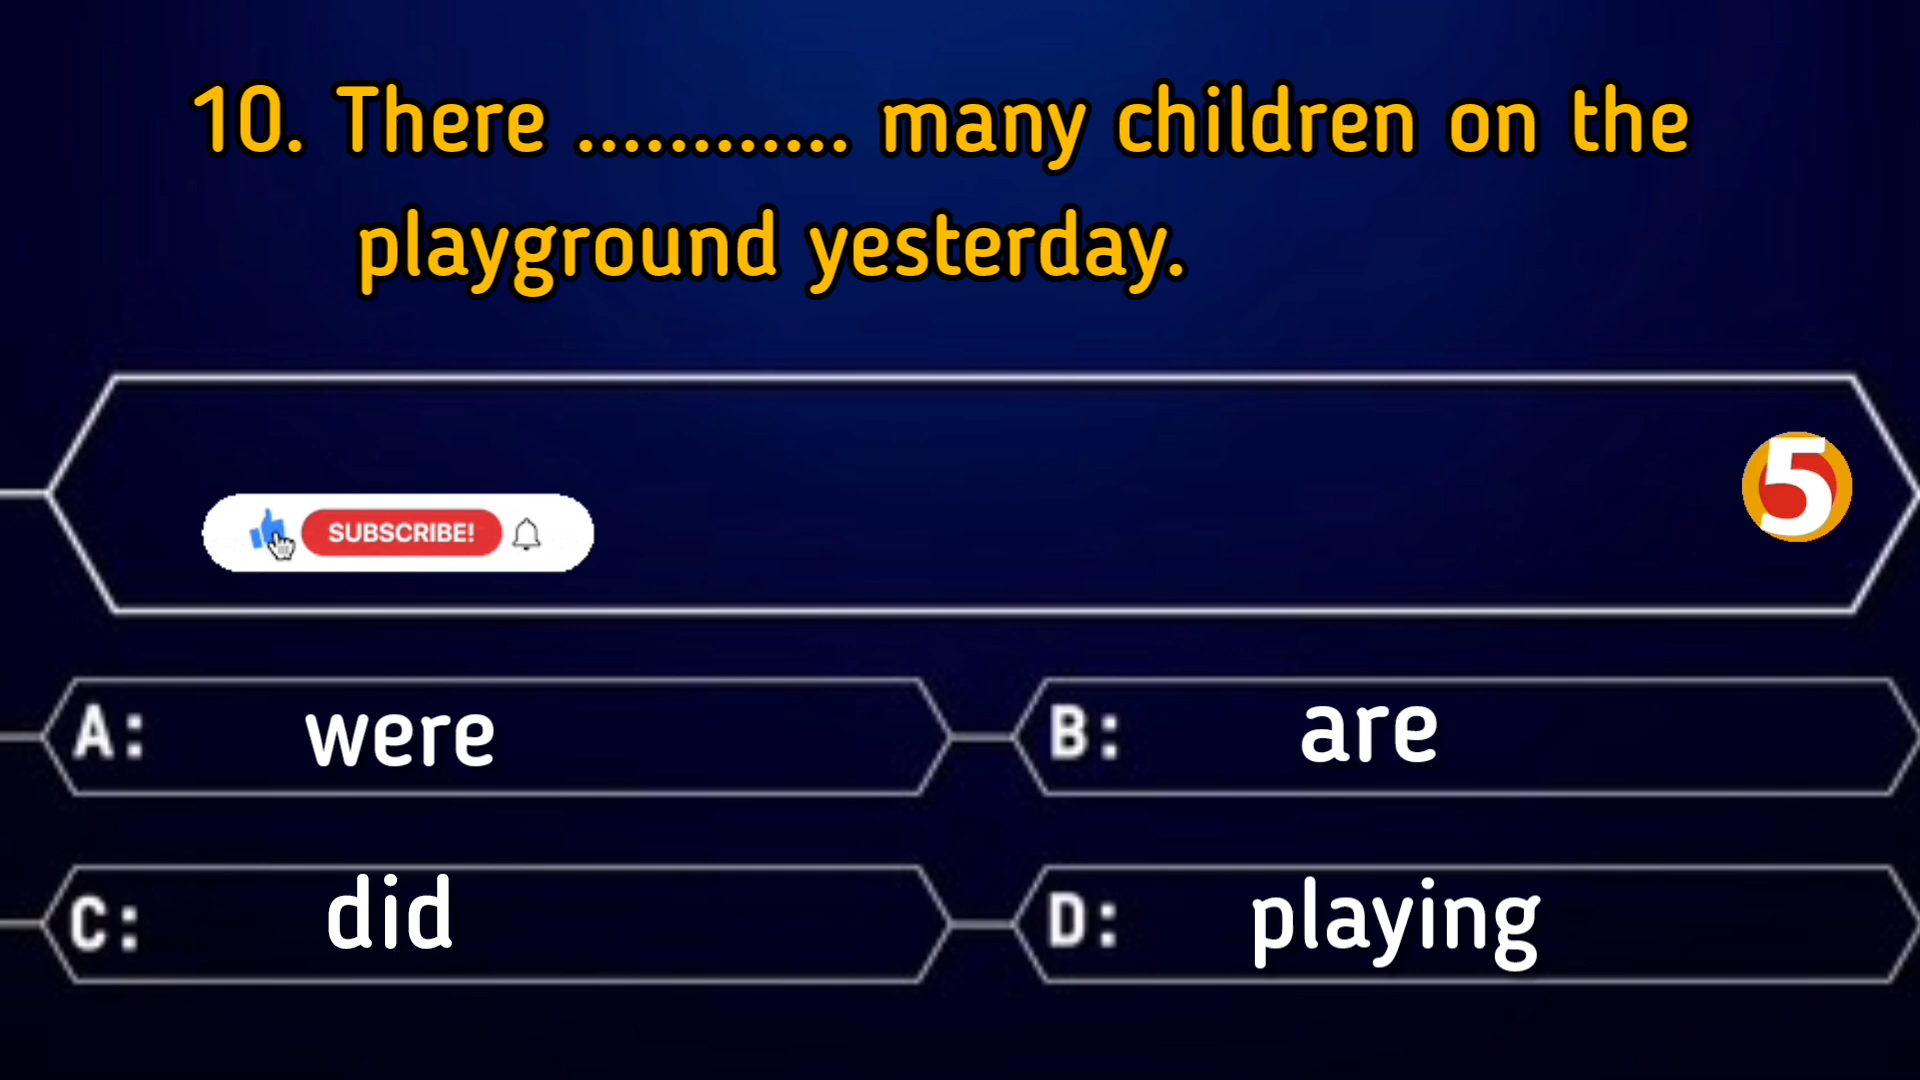 10. There ............ many children on the
playground yesterday.
5
SUBSCRIBE!
A: were
B: are
C: did
D: playing